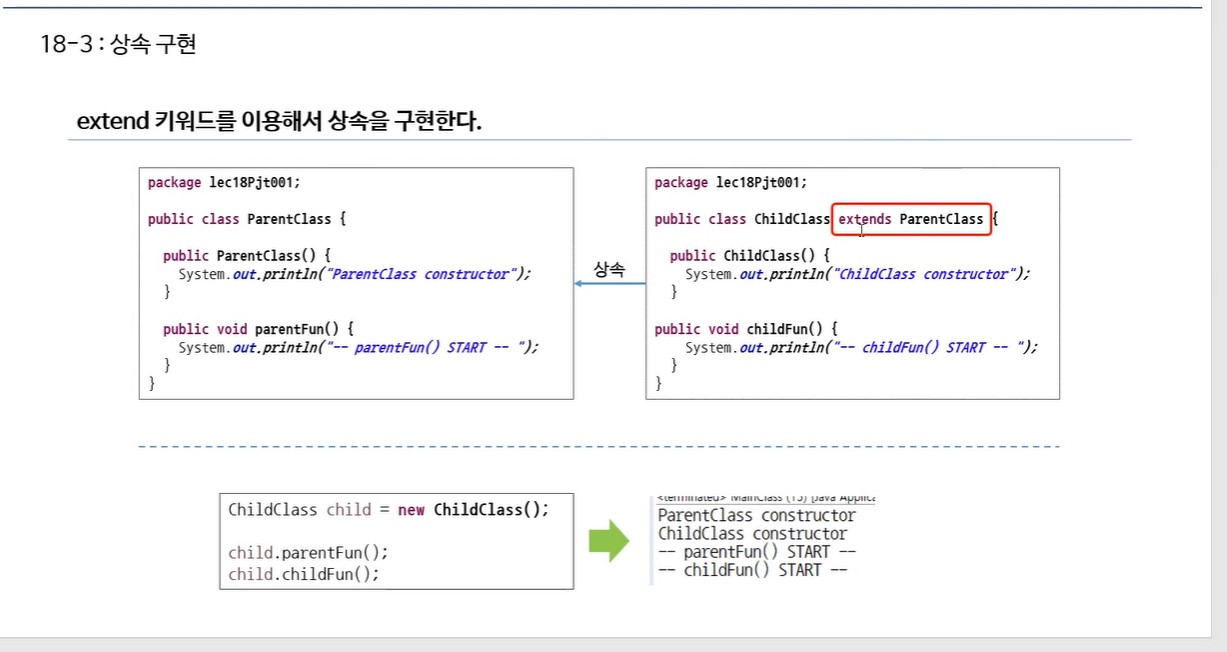 18-3 : 상속 구현
extend 키워드를 이용해서 상속을 구현한다.
package lec18Pjt001;
public class ParentClass {
public ParentClass() {
System.out.println("ParentClass constructor");
}
public void parentFun() {
System.out.println("-- parentFun() START -- ");
}
}
상속
package lec18Pjt001;
public class ChildClass extends ParentClass {
public ChildClass() {
System.out.println("ChildClass constructor");
}
public void childFun() {
System.out.println("-- childFun() START -- ");
}
}
ChildClass child = new ChildClass();
child.parentFun();
child.childFun();
<terminated> MainClass (15) [Java Applica
ParentClass constructor
ChildClass constructor
-- parentFun() START --
-- childFun() START --